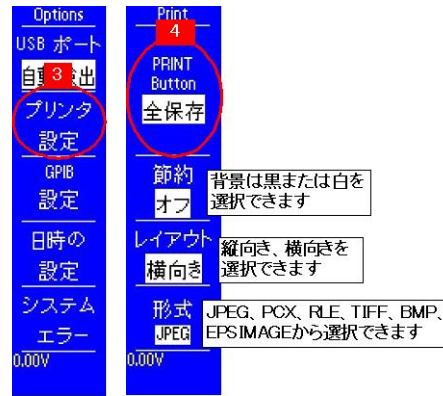 Options
USB ポート
自動検出
3
プリンタ
設定
GPIB
設定
日時の
設定
システム
エラー
0.00V
Print
4
PRINT
Button
全保存
節約
オフ
背景は黒または白を
選択できます
レイアウト
横向き
縦向き、横向きを
選択できます
形式
JPEG
JPEG、PCX、RLE、TIFF、BMP、
EPSIMAGEから選択できます
0.00V